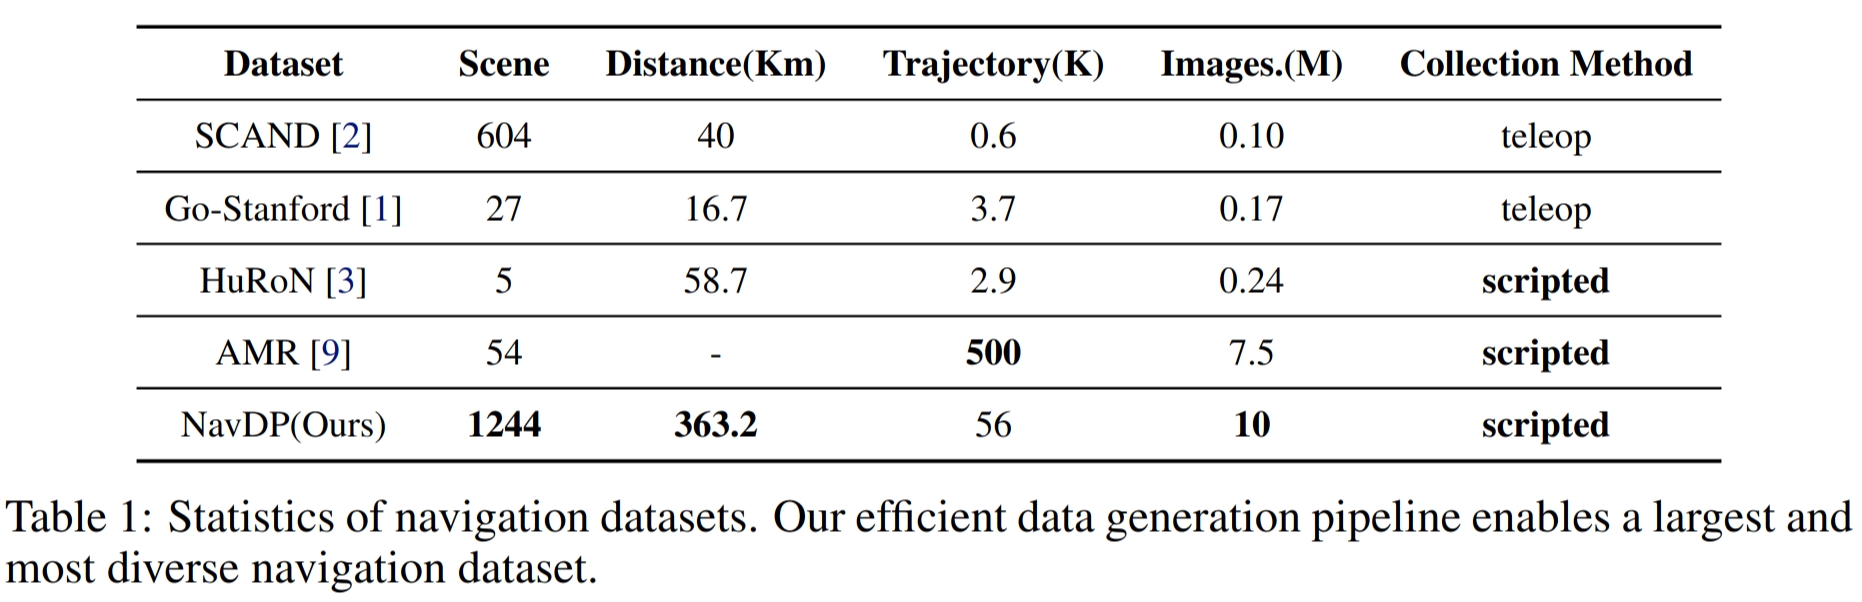 Dataset Scene Distance(Km) Trajectory(K) Images.(M) Collection Method
SCAND [2] 604 40 0.6 0.10 teleop
Go-Stanford [1] 27 16.7 3.7 0.17 teleop
HuRoN [3] 5 58.7 2.9 0.24 scripted
AMR [9] 54 - 500 7.5 scripted
NavDP(Ours) 1244 363.2 56 10 scripted
Table 1: Statistics of navigation datasets. Our efficient data generation pipeline enables a largest and
most diverse navigation dataset.